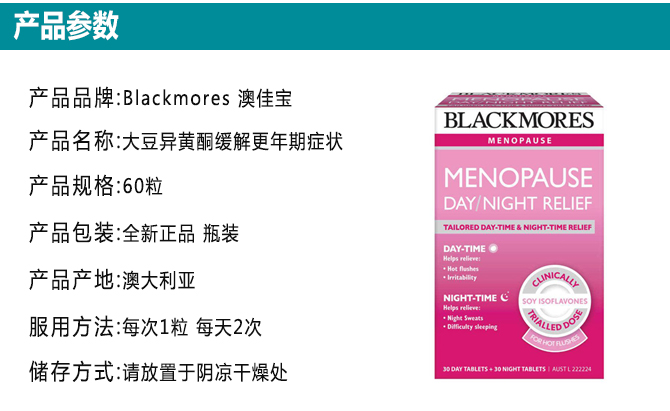 产品参数
产品品牌:Blackmores 澳佳宝
产品名称:大豆异黄酮缓解更年期症状
产品规格:60粒
产品包装:全新正品 瓶装
产品产地:澳大利亚
服用方法:每次1粒 每天2次
储存方式:请放置于阴凉干燥处
BLACKMORES
MENOPAUSE
MENOPAUSE
DAY/NIGHT RELIEF
TAILORED DAY-TIME & NIGHT-TIME RELIEF
DAY-TIME
Helps relieve:
• Hot flushes
• Irritability
NIGHT-TIME
Helps relieve:
• Night Sweats
• Difficulty sleeping
CLINICALLY
SOY ISOFLAVONES
TRIALLED DOSE
FOR HOT FLUSHES
30 DAY TABLETS + 30 NIGHT TABLETS | AUST L 222224